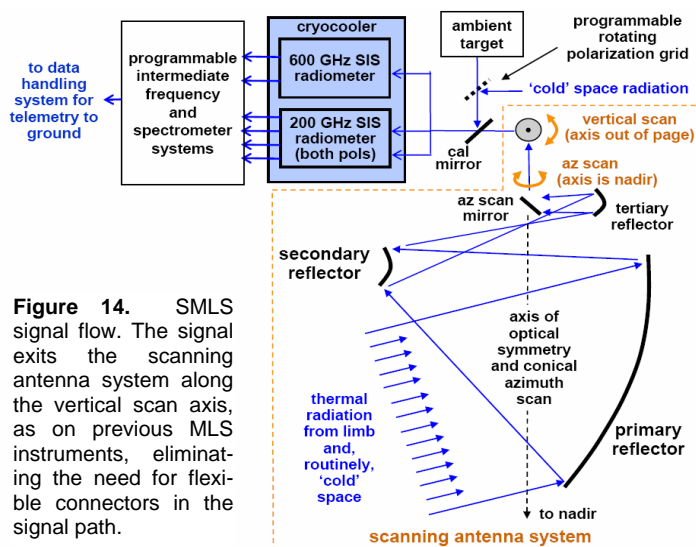 cryocooler
ambient
target
programmable
rotating
polarization grid
to data
handling
system for
telemetry to
ground
programmable
intermediate
frequency
and
spectrometer
systems
600 GHz SIS
radiometer
200 GHz SIS
radiometer
(both pols)
'cold' space
radiation
cal
mirror
vertical scan
(axis out of page)
az scan
(axis is nadir)
az scan
mirror
tertiary
reflector
secondary
reflector
axis of
optical
symmetry
and conical
azimuth
scan
thermal
radiation
from limb
and,
routinely,
'cold'
space
primary
reflector
to nadir
scanning antenna system
Figure 14. SMLS
signal flow. The signal
exits the scanning
antenna system along
the vertical scan axis,
as on previous MLS
instruments, eliminat-
ing the need for flexi-
ble connectors in the
signal path.